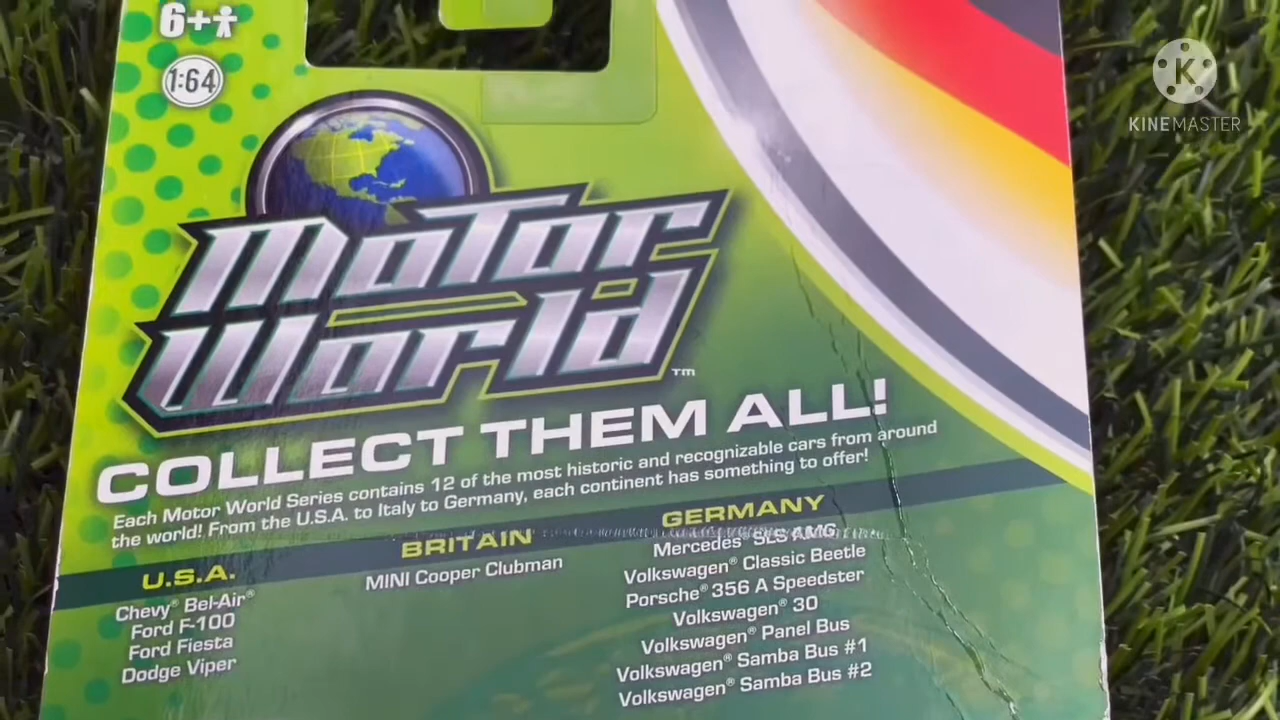 6+
1:64
K
KINEMASTER
MOTOR
WORLD™
COLLECT THEM ALL!
Each Motor World Series contains 12 of the most historic and recognizable cars from around
the world! From the U.S.A. to Italy to Germany, each continent has something to offer!
U.S.A.
Chevy® Bel-Air®
Ford F-100
Ford Fiesta
Dodge Viper
BRITAIN
MINI Cooper Clubman
GERMANY
Mercedes® SLS AMG
Volkswagen® Classic Beetle
Porsche® 356 A Speedster
Volkswagen® 30
Volkswagen® Panel Bus
Volkswagen® Samba Bus #1
Volkswagen® Samba Bus #2